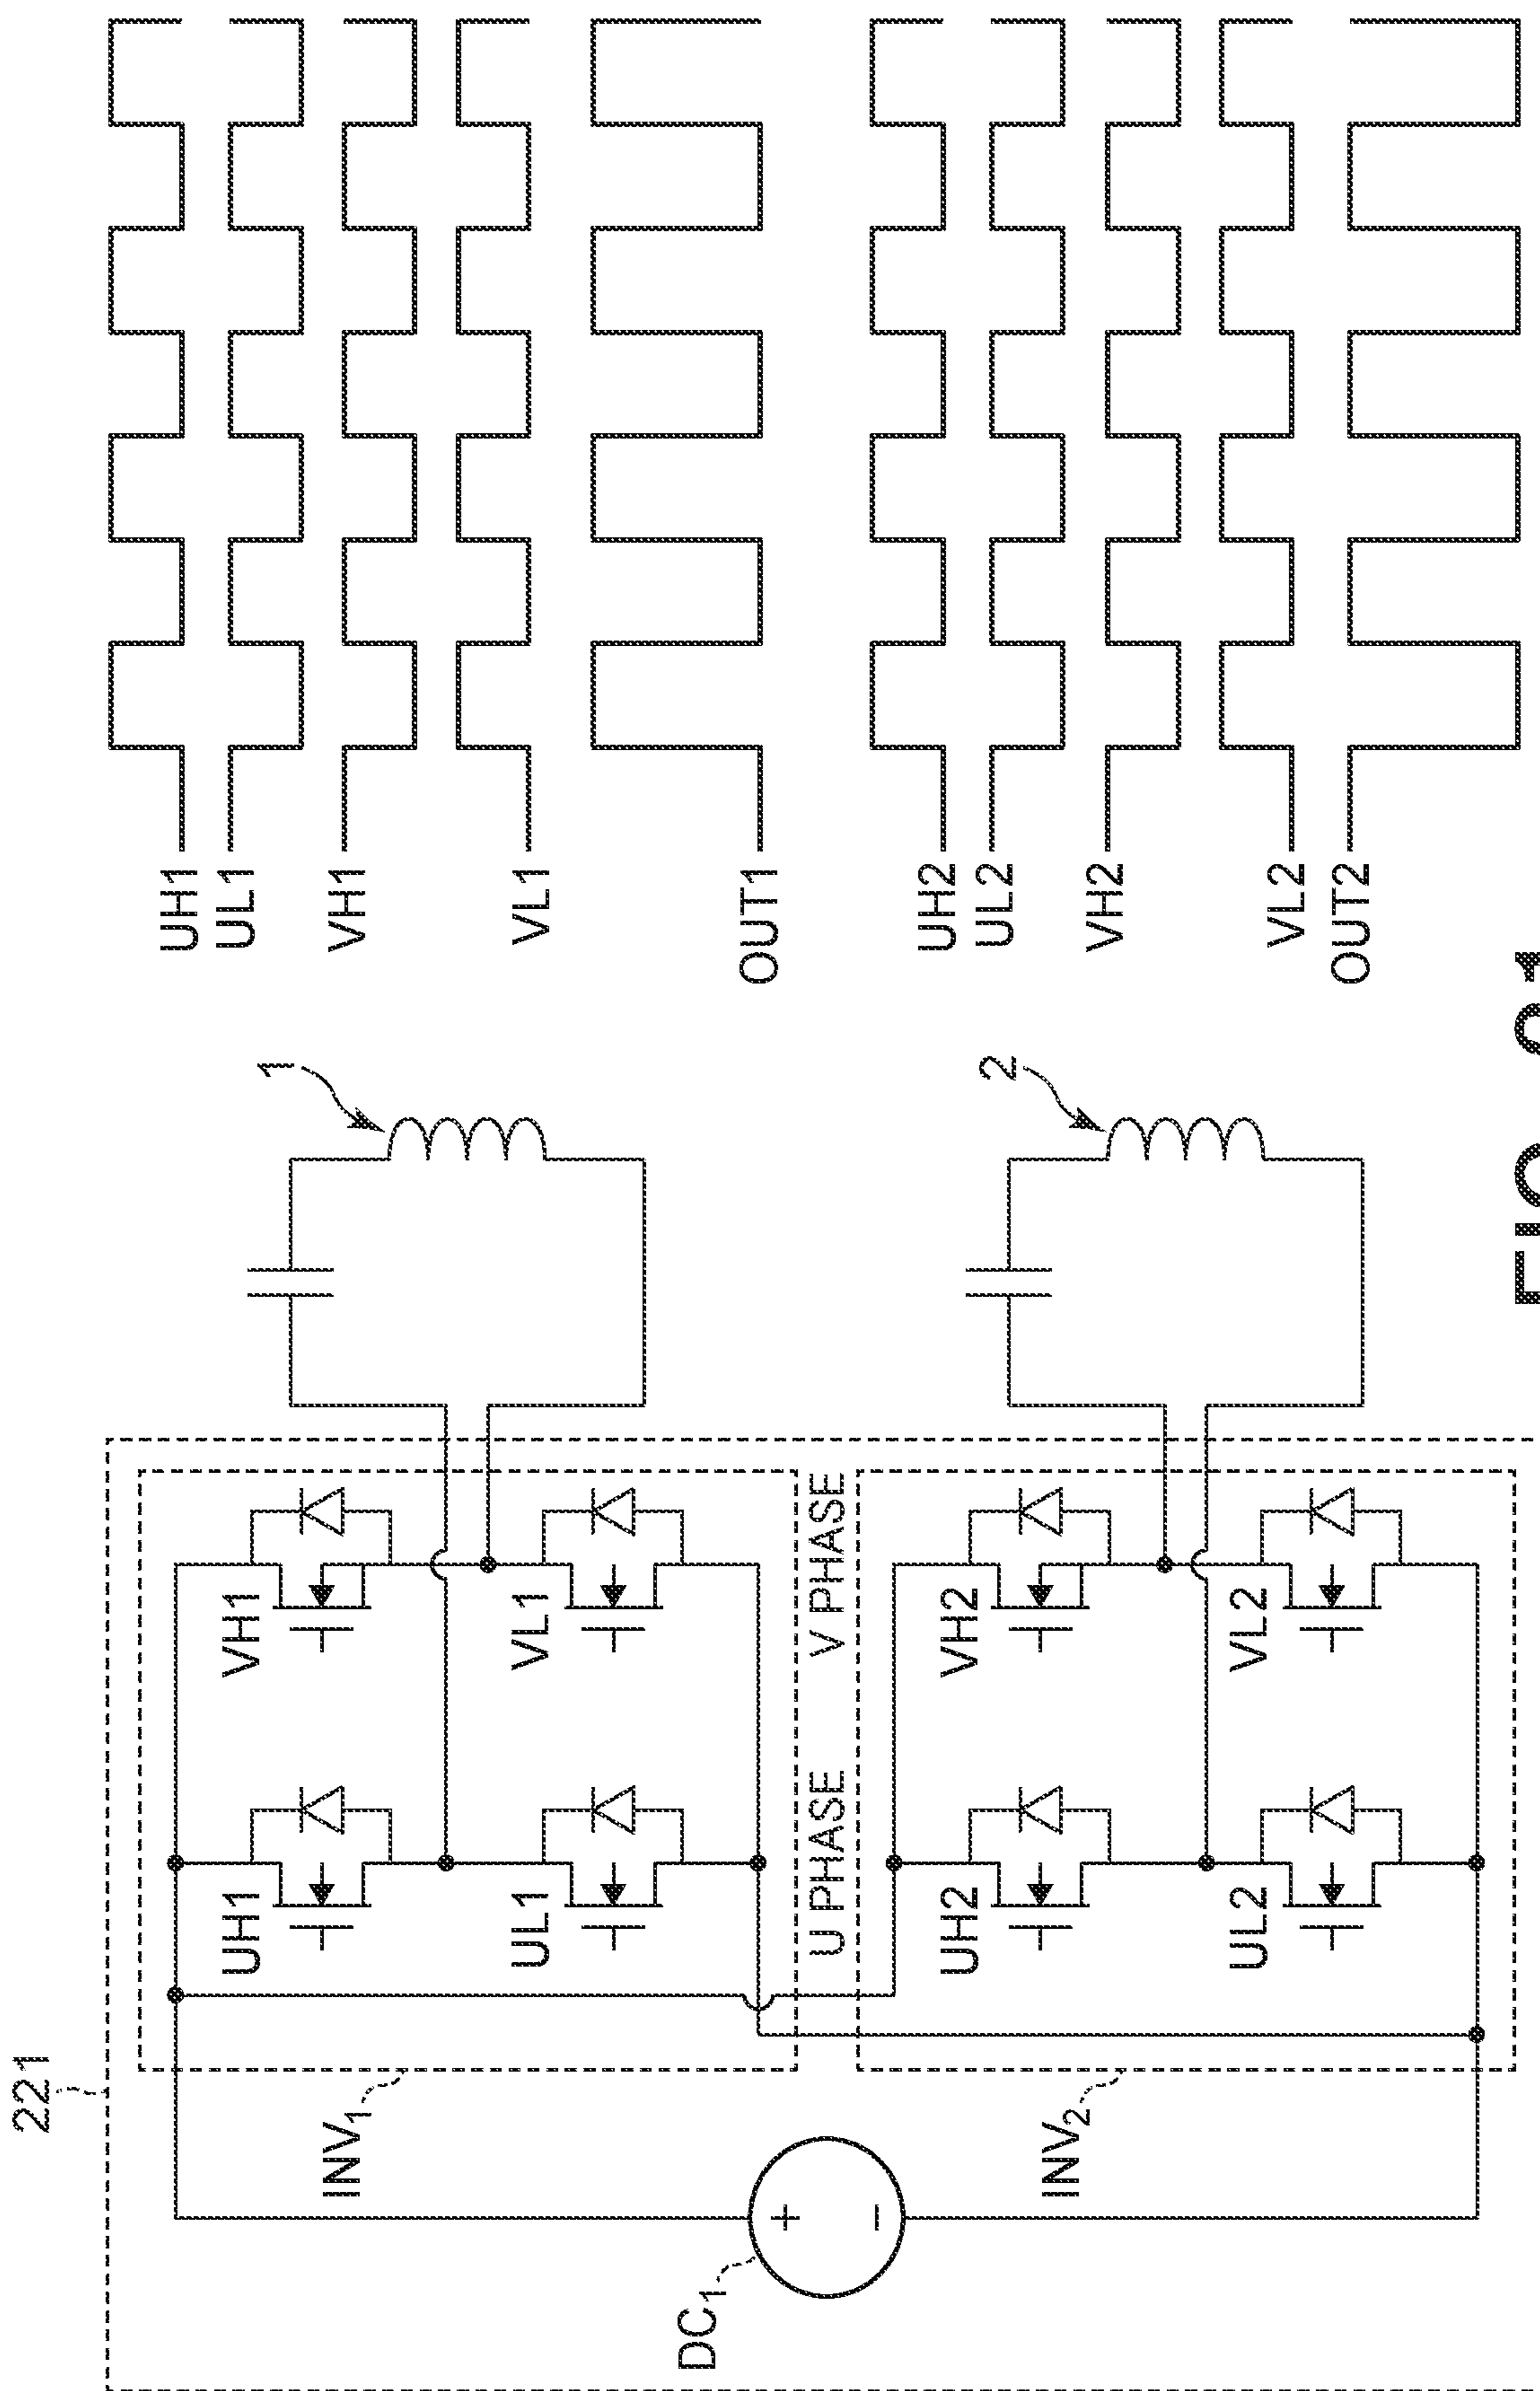 221
DC1
+
−
INV1
INV2
UH1
VH1
UL1
VL1
U PHASE
V PHASE
UH2
VH2
UL2
VL2
1
2
UH1
UL1
VH1
VL1
OUT1
UH2
UL2
VH2
VL2
OUT2